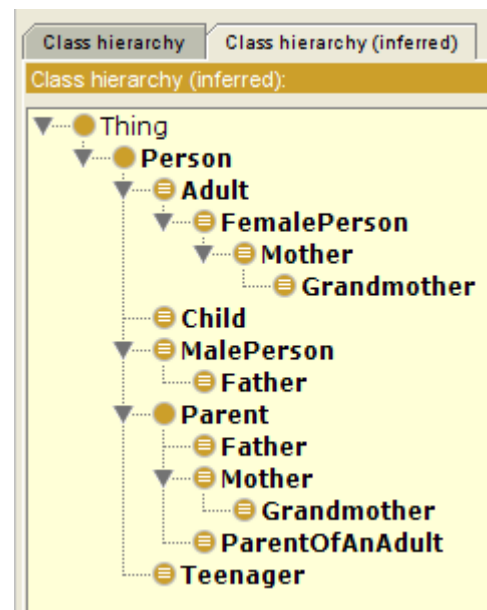 Class hierarchy Class hierarchy (inferred)
Class hierarchy (inferred):
Thing
Person
Adult
FemalePerson
Mother
Grandmother
Child
MalePerson
Father
Parent
Father
Mother
Grandmother
ParentOfAnAdult
Teenager